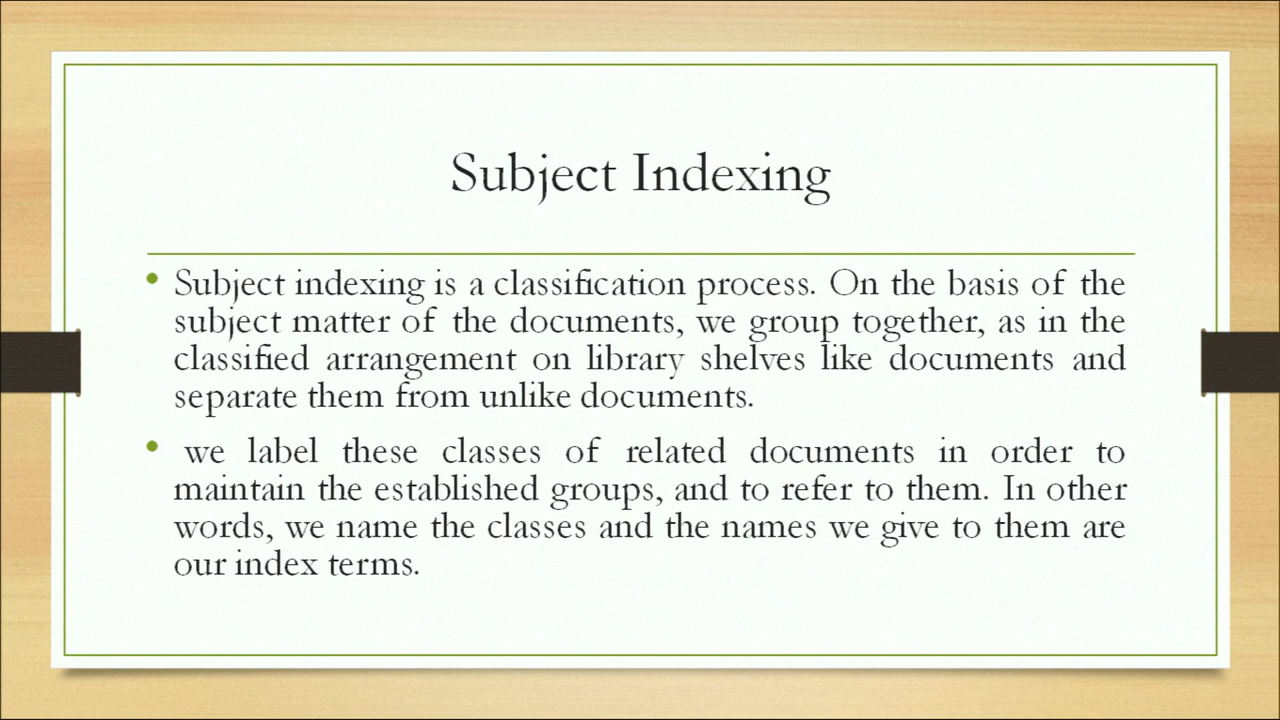 Subject Indexing
• Subject indexing is a classification process. On the basis of the
subject matter of the documents, we group together, as in the
classified arrangement on library shelves like documents and
separate them from unlike documents.
• we label these classes of related documents in order to
maintain the established groups, and to refer to them. In other
words, we name the classes and the names we give to them are
our index terms.